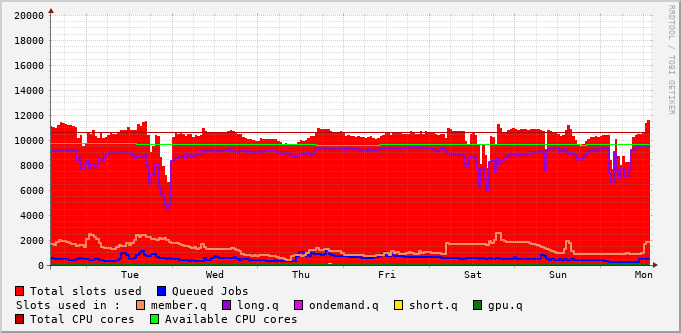 20000
18000
16000
14000
12000
10000
8000
6000
4000
2000
0
Tue Wed Thu Fri Sat Sun Mon
RRDTOOL / TOBI OETIKER
Total slots used Queued Jobs
Slots used in : member.q long.q ondemand.q short.q gpu.q
Total CPU cores Available CPU cores